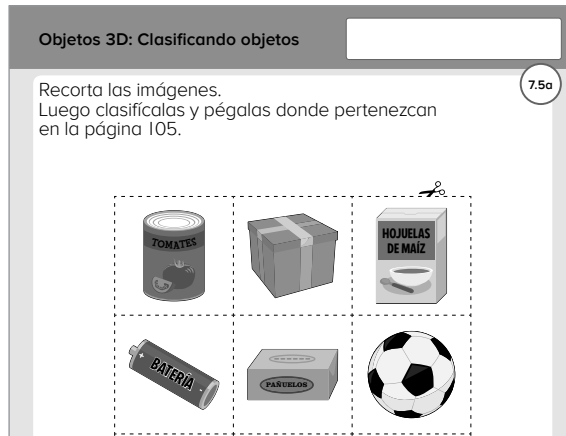 Objetos 3D: Clasificando objetos
7.5a
Recorta las imágenes.
Luego clasifícalas y pégalas donde pertenezcan
en la página 105.
TOMATES
HOJUELAS
DE MAÍZ
+
BATERÍA
-
PAÑUELOS